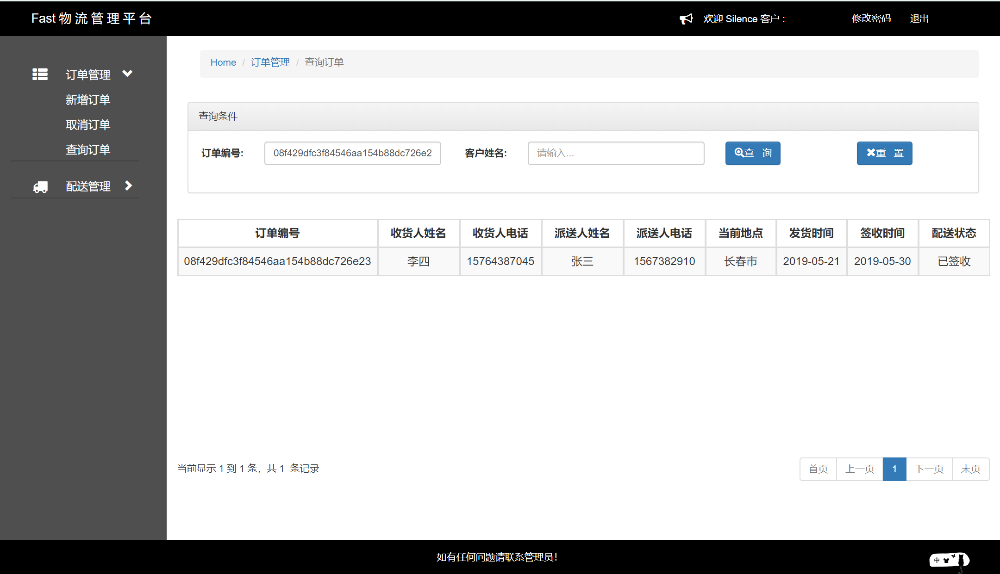 Fast 物 流 管 理 平 台
欢迎 Silence 客户 :
修改密码
退出
订单管理
新增订单
取消订单
查询订单
配送管理
Home / 订单管理 / 查询订单
查询条件
订单编号:
08f429dfc3f84546aa154b88dc726e2
客户姓名:
请输入...
查 询
重 置
订单编号 收货人姓名 收货人电话 派送人姓名 派送人电话 当前地点 发货时间 签收时间 配送状态
08f429dfc3f84546aa154b88dc726e23 李四 15764387045 张三 1567382910 长春市 2019-05-21 2019-05-30 已签收
当前显示 1 到 1 条，共 1 条记录
首页 上一页 1 下一页 末页
如有任何问题请联系管理员!
中